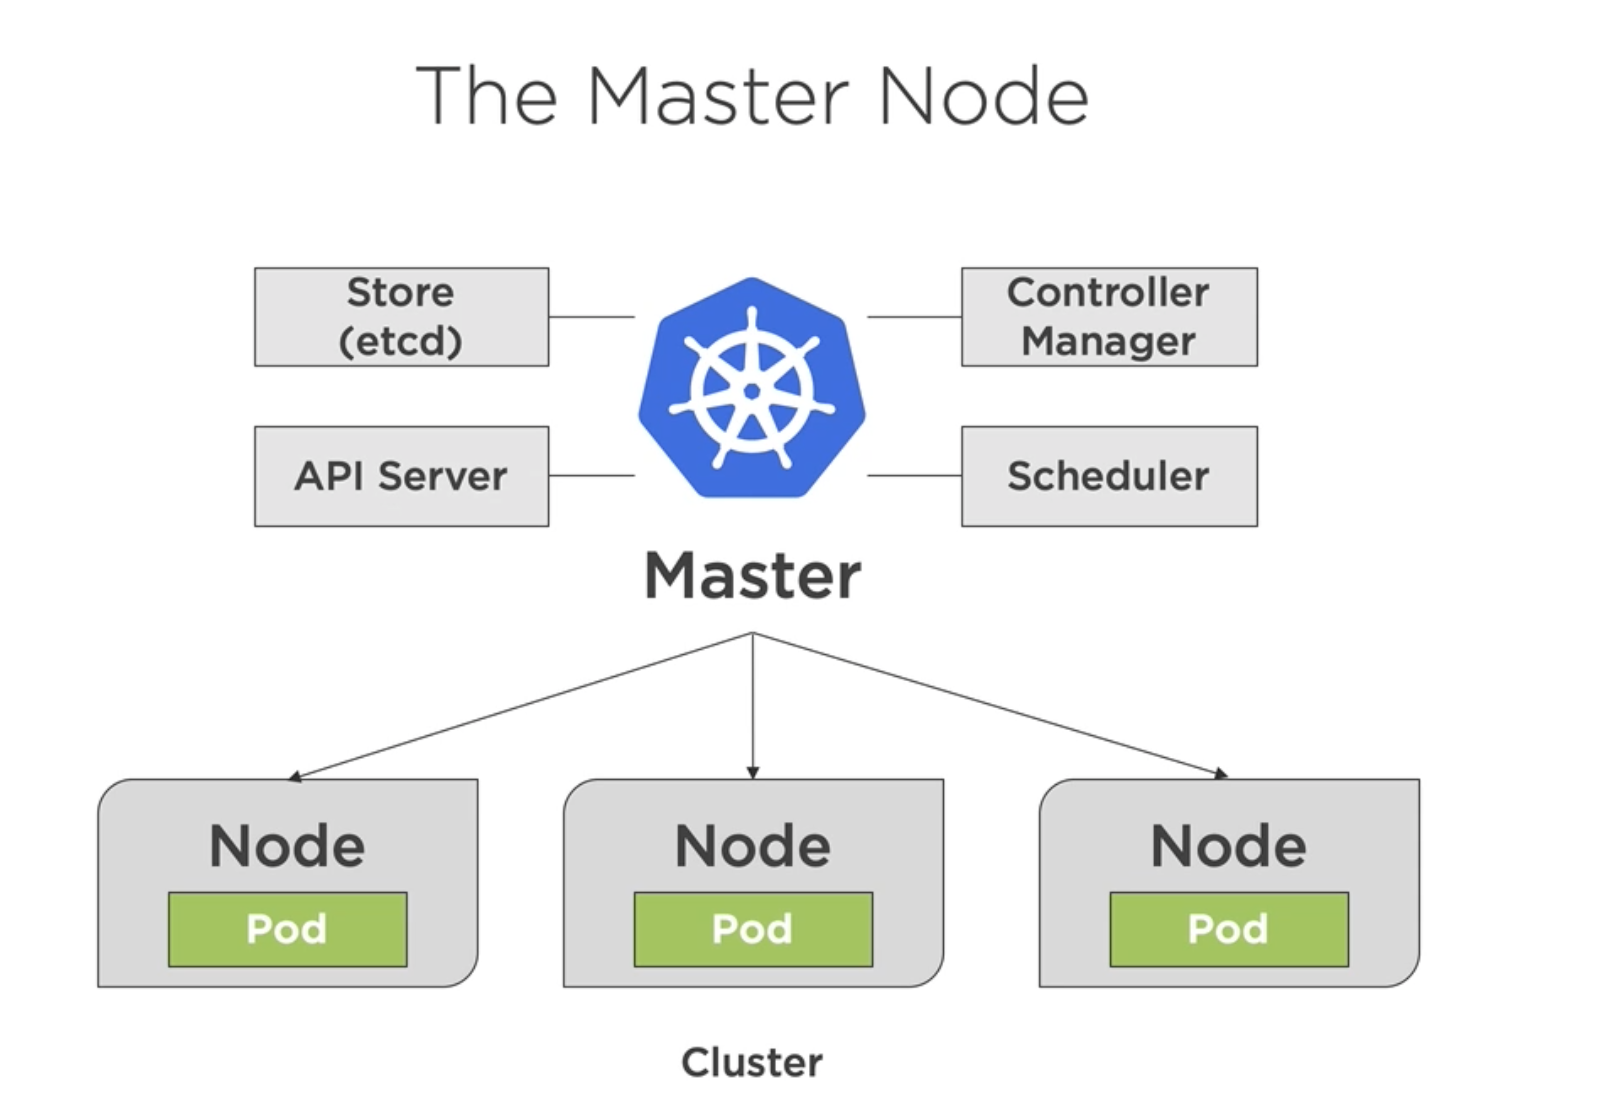 The Master Node
Store
(etcd)
Controller
Manager
API Server
Scheduler
Master
Node
Node
Node
Pod
Pod
Pod
Cluster